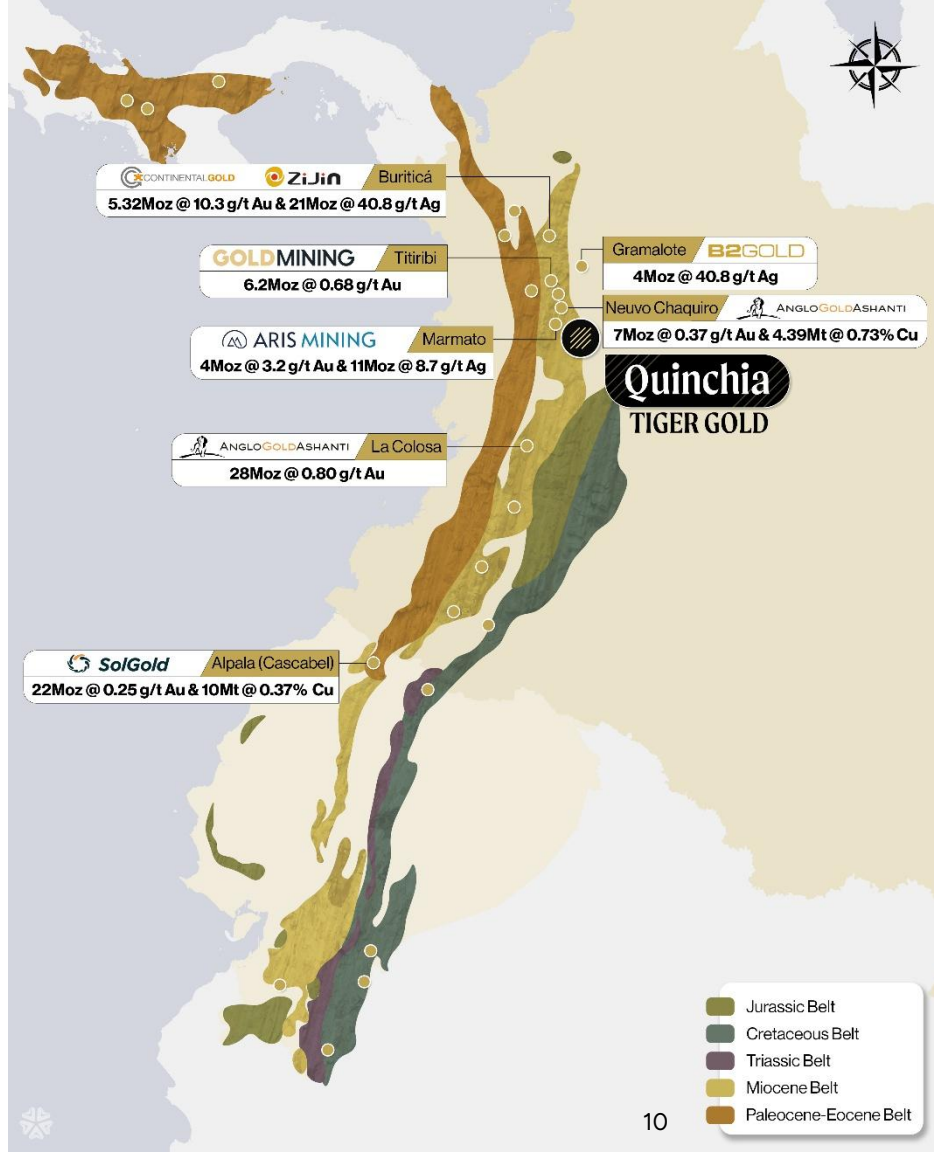 CONTINENTALGOLD ZiJin Buriticá
5.32Moz @ 10.3 g/t Au & 21Moz @ 40.8 g/t Ag
GOLDMINING Titiribi
6.2Moz @ 0.68 g/t Au
Gramalote B2GOLD
4Moz @ 40.8 g/t Ag
Neuvo Chaquiro ANGLOGOLDASHANTI
7Moz @ 0.37 g/t Au & 4.39Mt @ 0.73% Cu
ARIS MINING Marmato
4Moz @ 3.2 g/t Au & 11Moz @ 8.7 g/t Ag
Quinchia
TIGER GOLD
ANGLOGOLDASHANTI La Colosa
28Moz @ 0.80 g/t Au
SolGold Alpala (Cascabel)
22Moz @ 0.25 g/t Au & 10Mt @ 0.37% Cu
Jurassic Belt
Cretaceous Belt
Triassic Belt
Miocene Belt
Paleocene-Eocene Belt
10